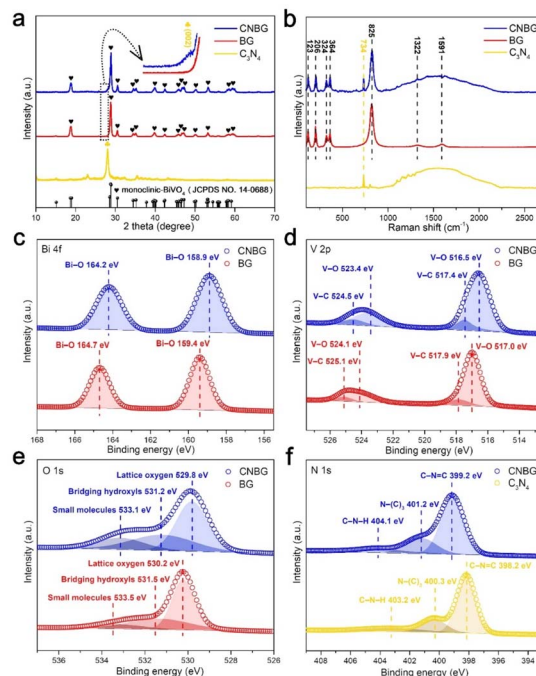 a
CNBG
BG
C₃N₄
(002)
monoclinic-BiVO₄ (JCPDS NO. 14-0688)
10 20 30 40 50 60 70
2 theta (degree)
Intensity (a.u.)
b
123
206
324
364
734
825
1322
1591
CNBG
BG
C₃N₄
500 1000 1500 2000 2500
Raman shift (cm⁻¹)
Intensity (a.u.)
c
Bi 4f
CNBG
BG
Bi–O 164.2 eV
Bi–O 158.9 eV
Bi–O 164.7 eV
Bi–O 159.4 eV
168 166 164 162 160 158 156
Binding energy (eV)
Intensity (a.u.)
d
V 2p
CNBG
BG
V–O 523.4 eV
V–C 524.5 eV
V–O 516.5 eV
V–C 517.4 eV
V–O 524.1 eV
V–C 525.1 eV
V–C 517.9 eV
V–O 517.0 eV
526 524 522 520 518 516 514
Binding energy (eV)
Intensity (a.u.)
e
O 1s
CNBG
BG
Lattice oxygen 529.8 eV
Bridging hydroxyls 531.2 eV
Small molecules 533.1 eV
Lattice oxygen 530.2 eV
Bridging hydroxyls 531.5 eV
Small molecules 533.5 eV
536 534 532 530 528 526
Binding energy (eV)
Intensity (a.u.)
f
N 1s
CNBG
C₃N₄
C–N=C 399.2 eV
N–(C)₃ 401.2 eV
C–N–H 404.1 eV
C–N=C 398.2 eV
N–(C)₃ 400.3 eV
C–N–H 403.2 eV
408 406 404 402 400 398 396 394
Binding energy (eV)
Intensity (a.u.)